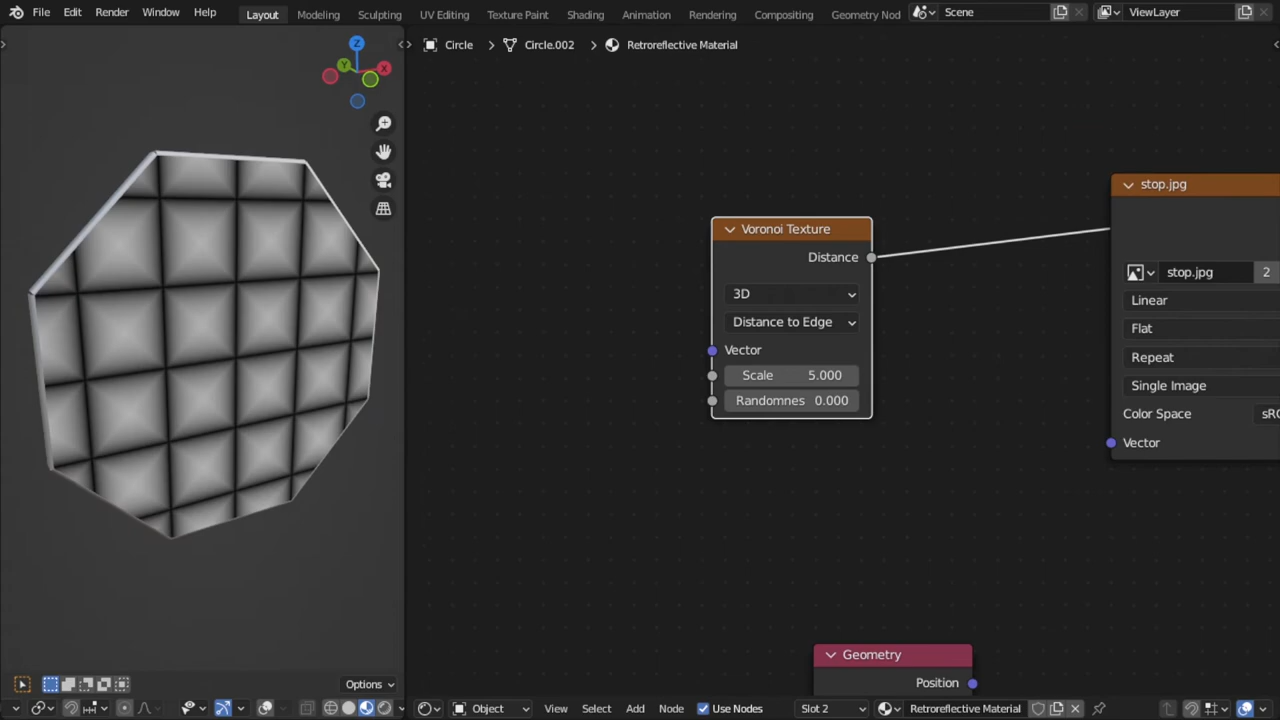 File Edit Render Window Help Layout Modeling Sculpting UV Editing Texture Paint Shading Animation Rendering Compositing Geometry Nod Scene ViewLayer
Circle Circle.002 Retroreflective Material
Z
Y X
stop.jpg
Voronoi Texture
Distance
stop.jpg 2
3D
Linear
Distance to Edge
Flat
Vector
Repeat
Scale 5.000
Single Image
Randomnes 0.000
Color Space sRG
Vector
Geometry
Position
Options
Object View Select Add Node Use Nodes Slot 2 Retroreflective Material